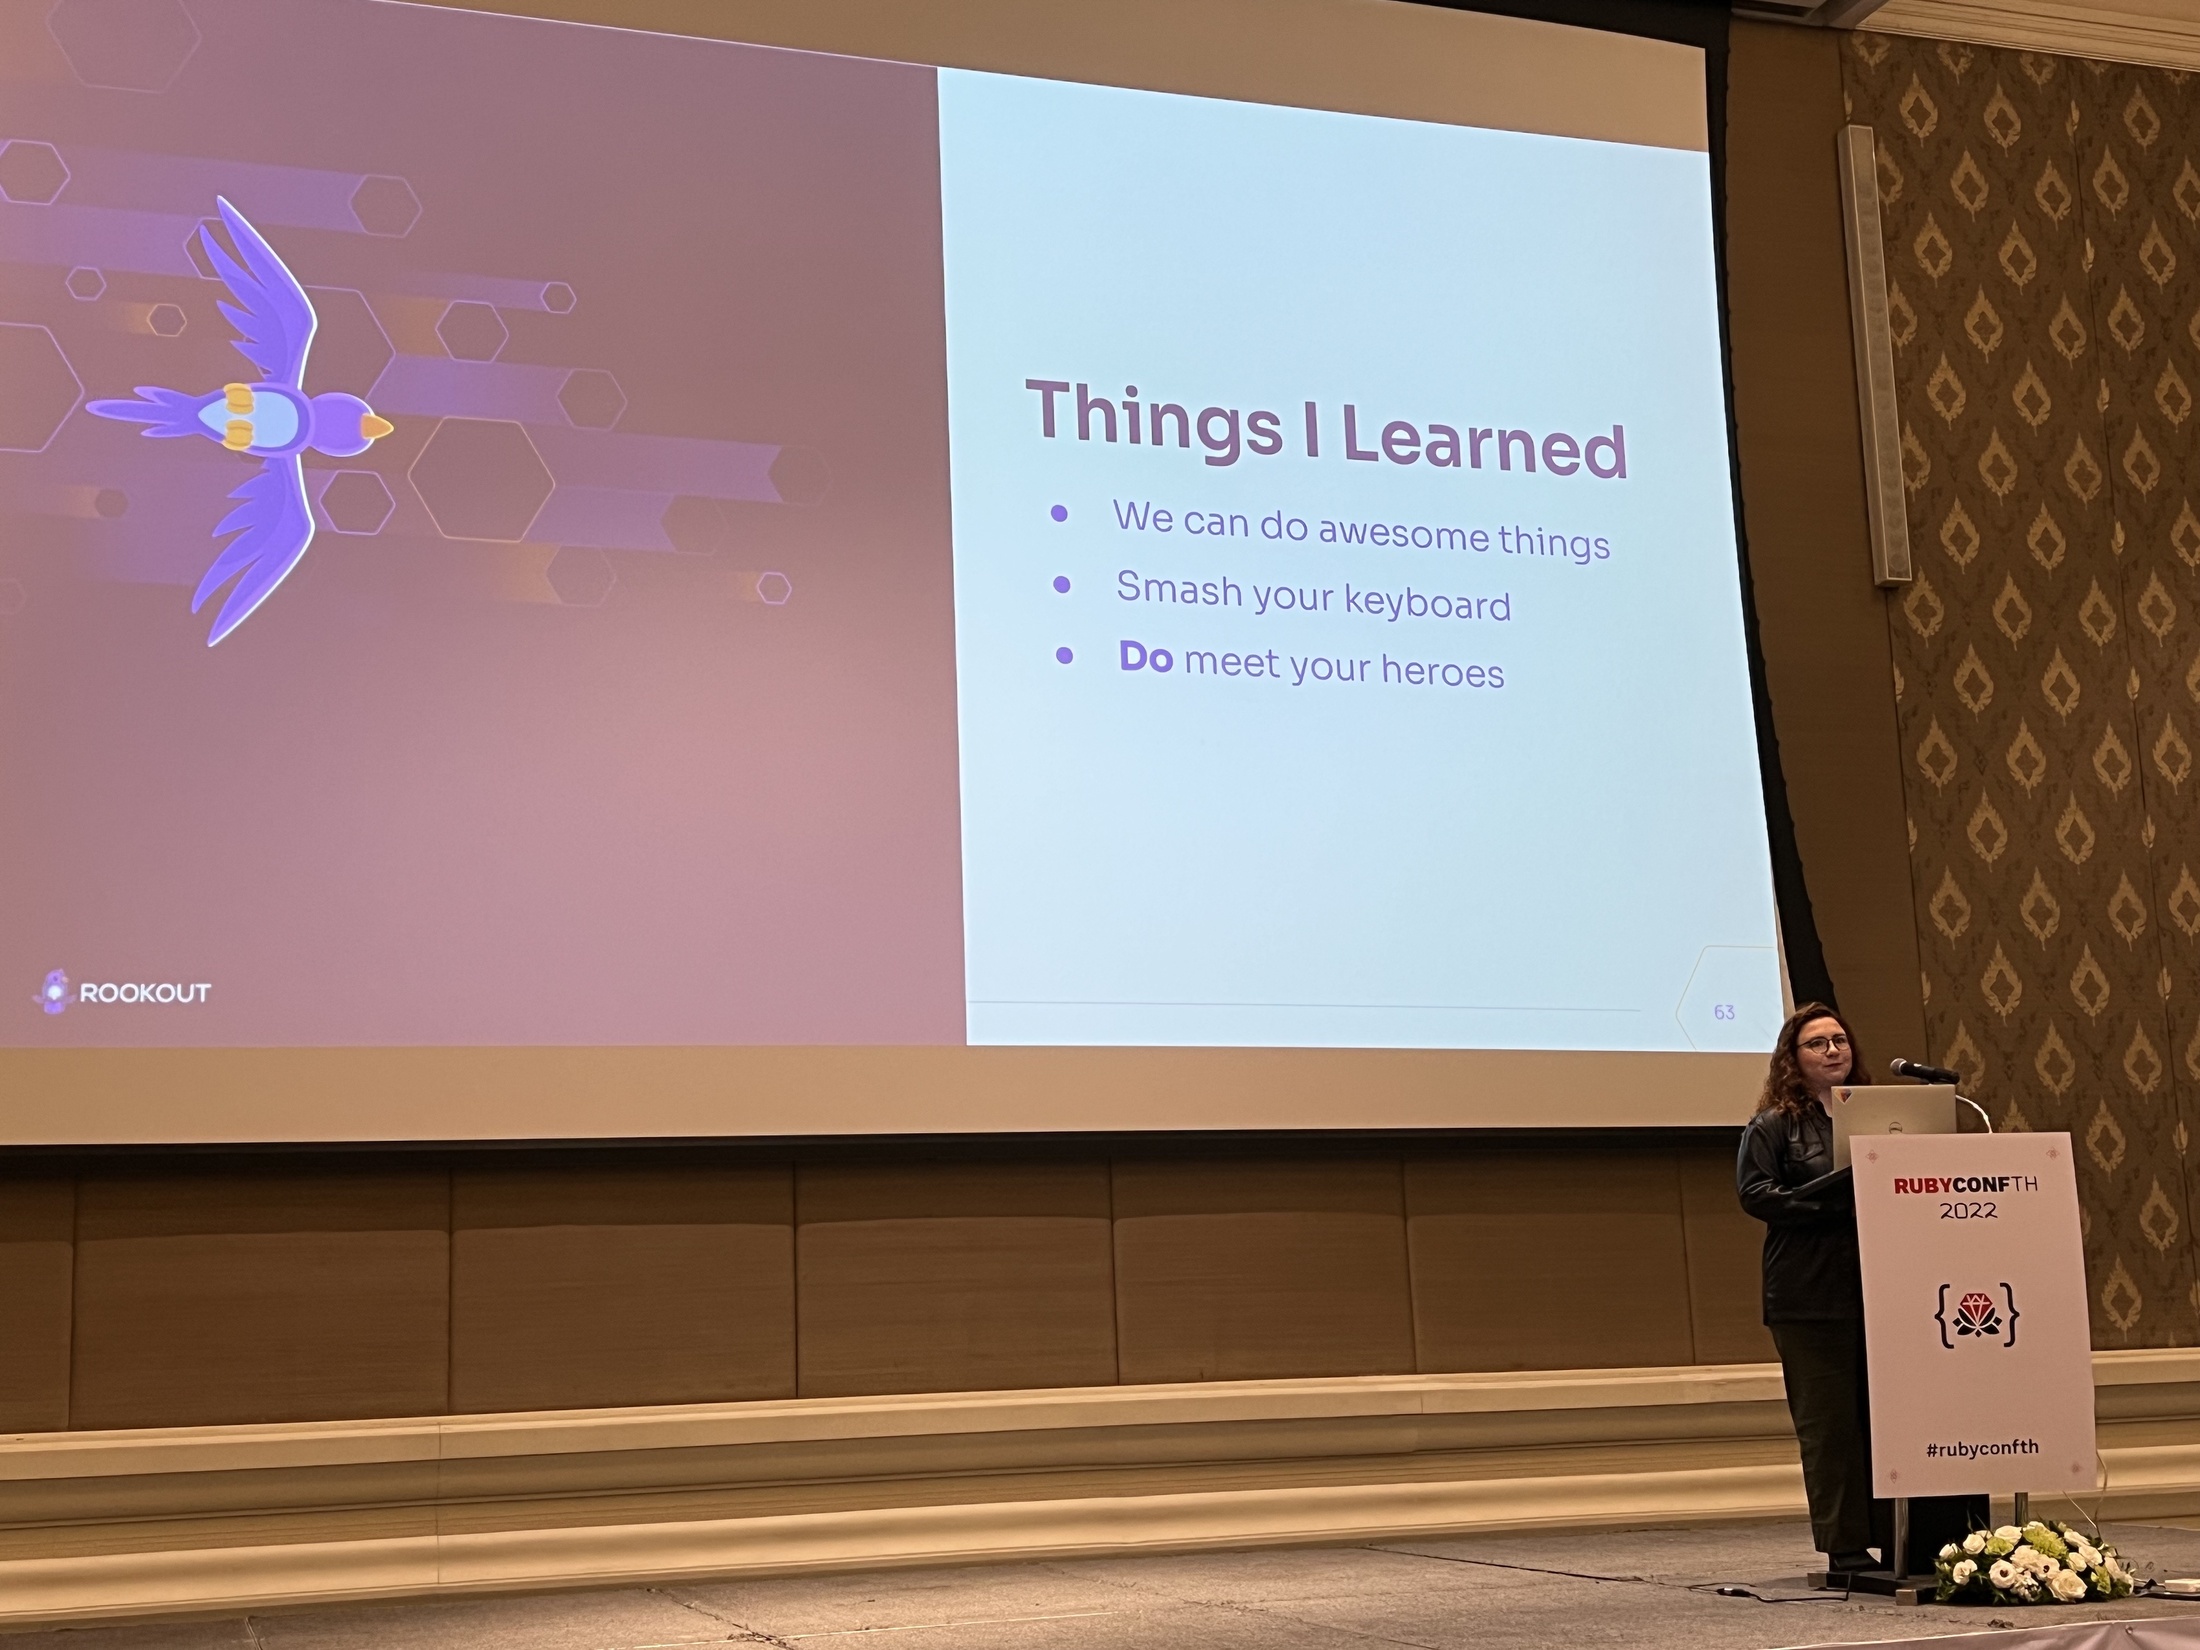 Things I Learned
We can do awesome things
Smash your keyboard
Do meet your heroes
ROOKOUT
63
RUBYCONFTH
2022
#rubyconfth